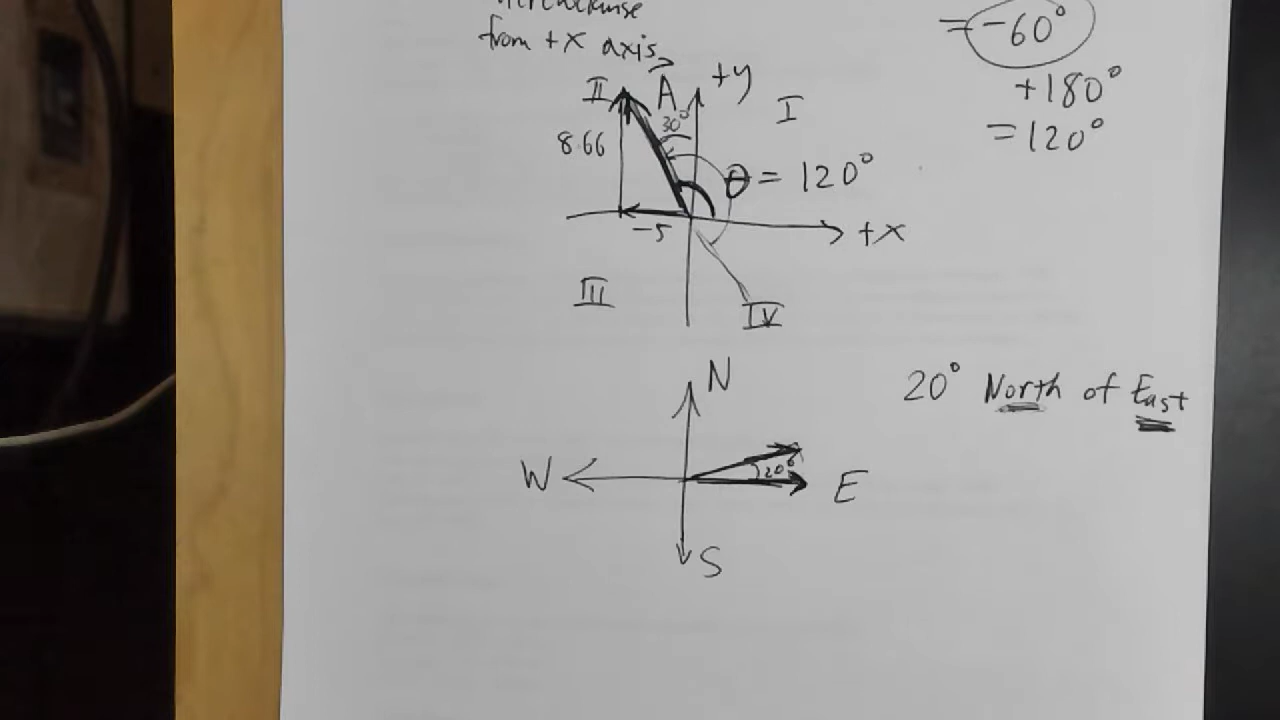 from +x axis
= -60°
+180°
= 120°
II
A
+y
I
30°
8.66
θ = 120°
-5
+x
III
IV
N
20° North of East
W
20°
E
S